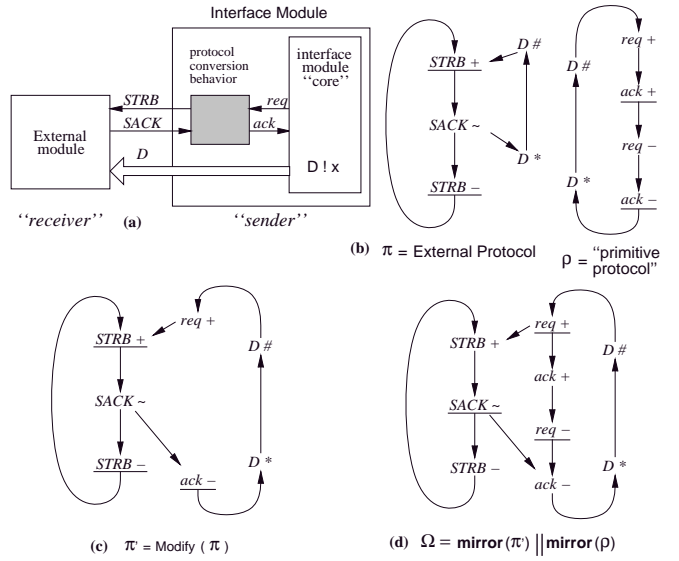 Interface Module
(a)
protocol
conversion
behavior
interface
module
‘‘core’’
STRB
SACK
req
ack
External
module
D
D ! x
‘‘receiver’’
‘‘sender’’
STRB +
SACK ~
STRB −
D #
D *
(b) π = External Protocol
D #
D *
req +
ack +
req −
ack −
ρ = “primitive
protocol”
STRB +
req +
D #
SACK ~
STRB −
ack −
D *
(c) π' = Modify ( π )
STRB +
req +
D #
ack +
SACK ~
req −
STRB −
ack −
D *
(d) Ω = mirror (π') || mirror (ρ)